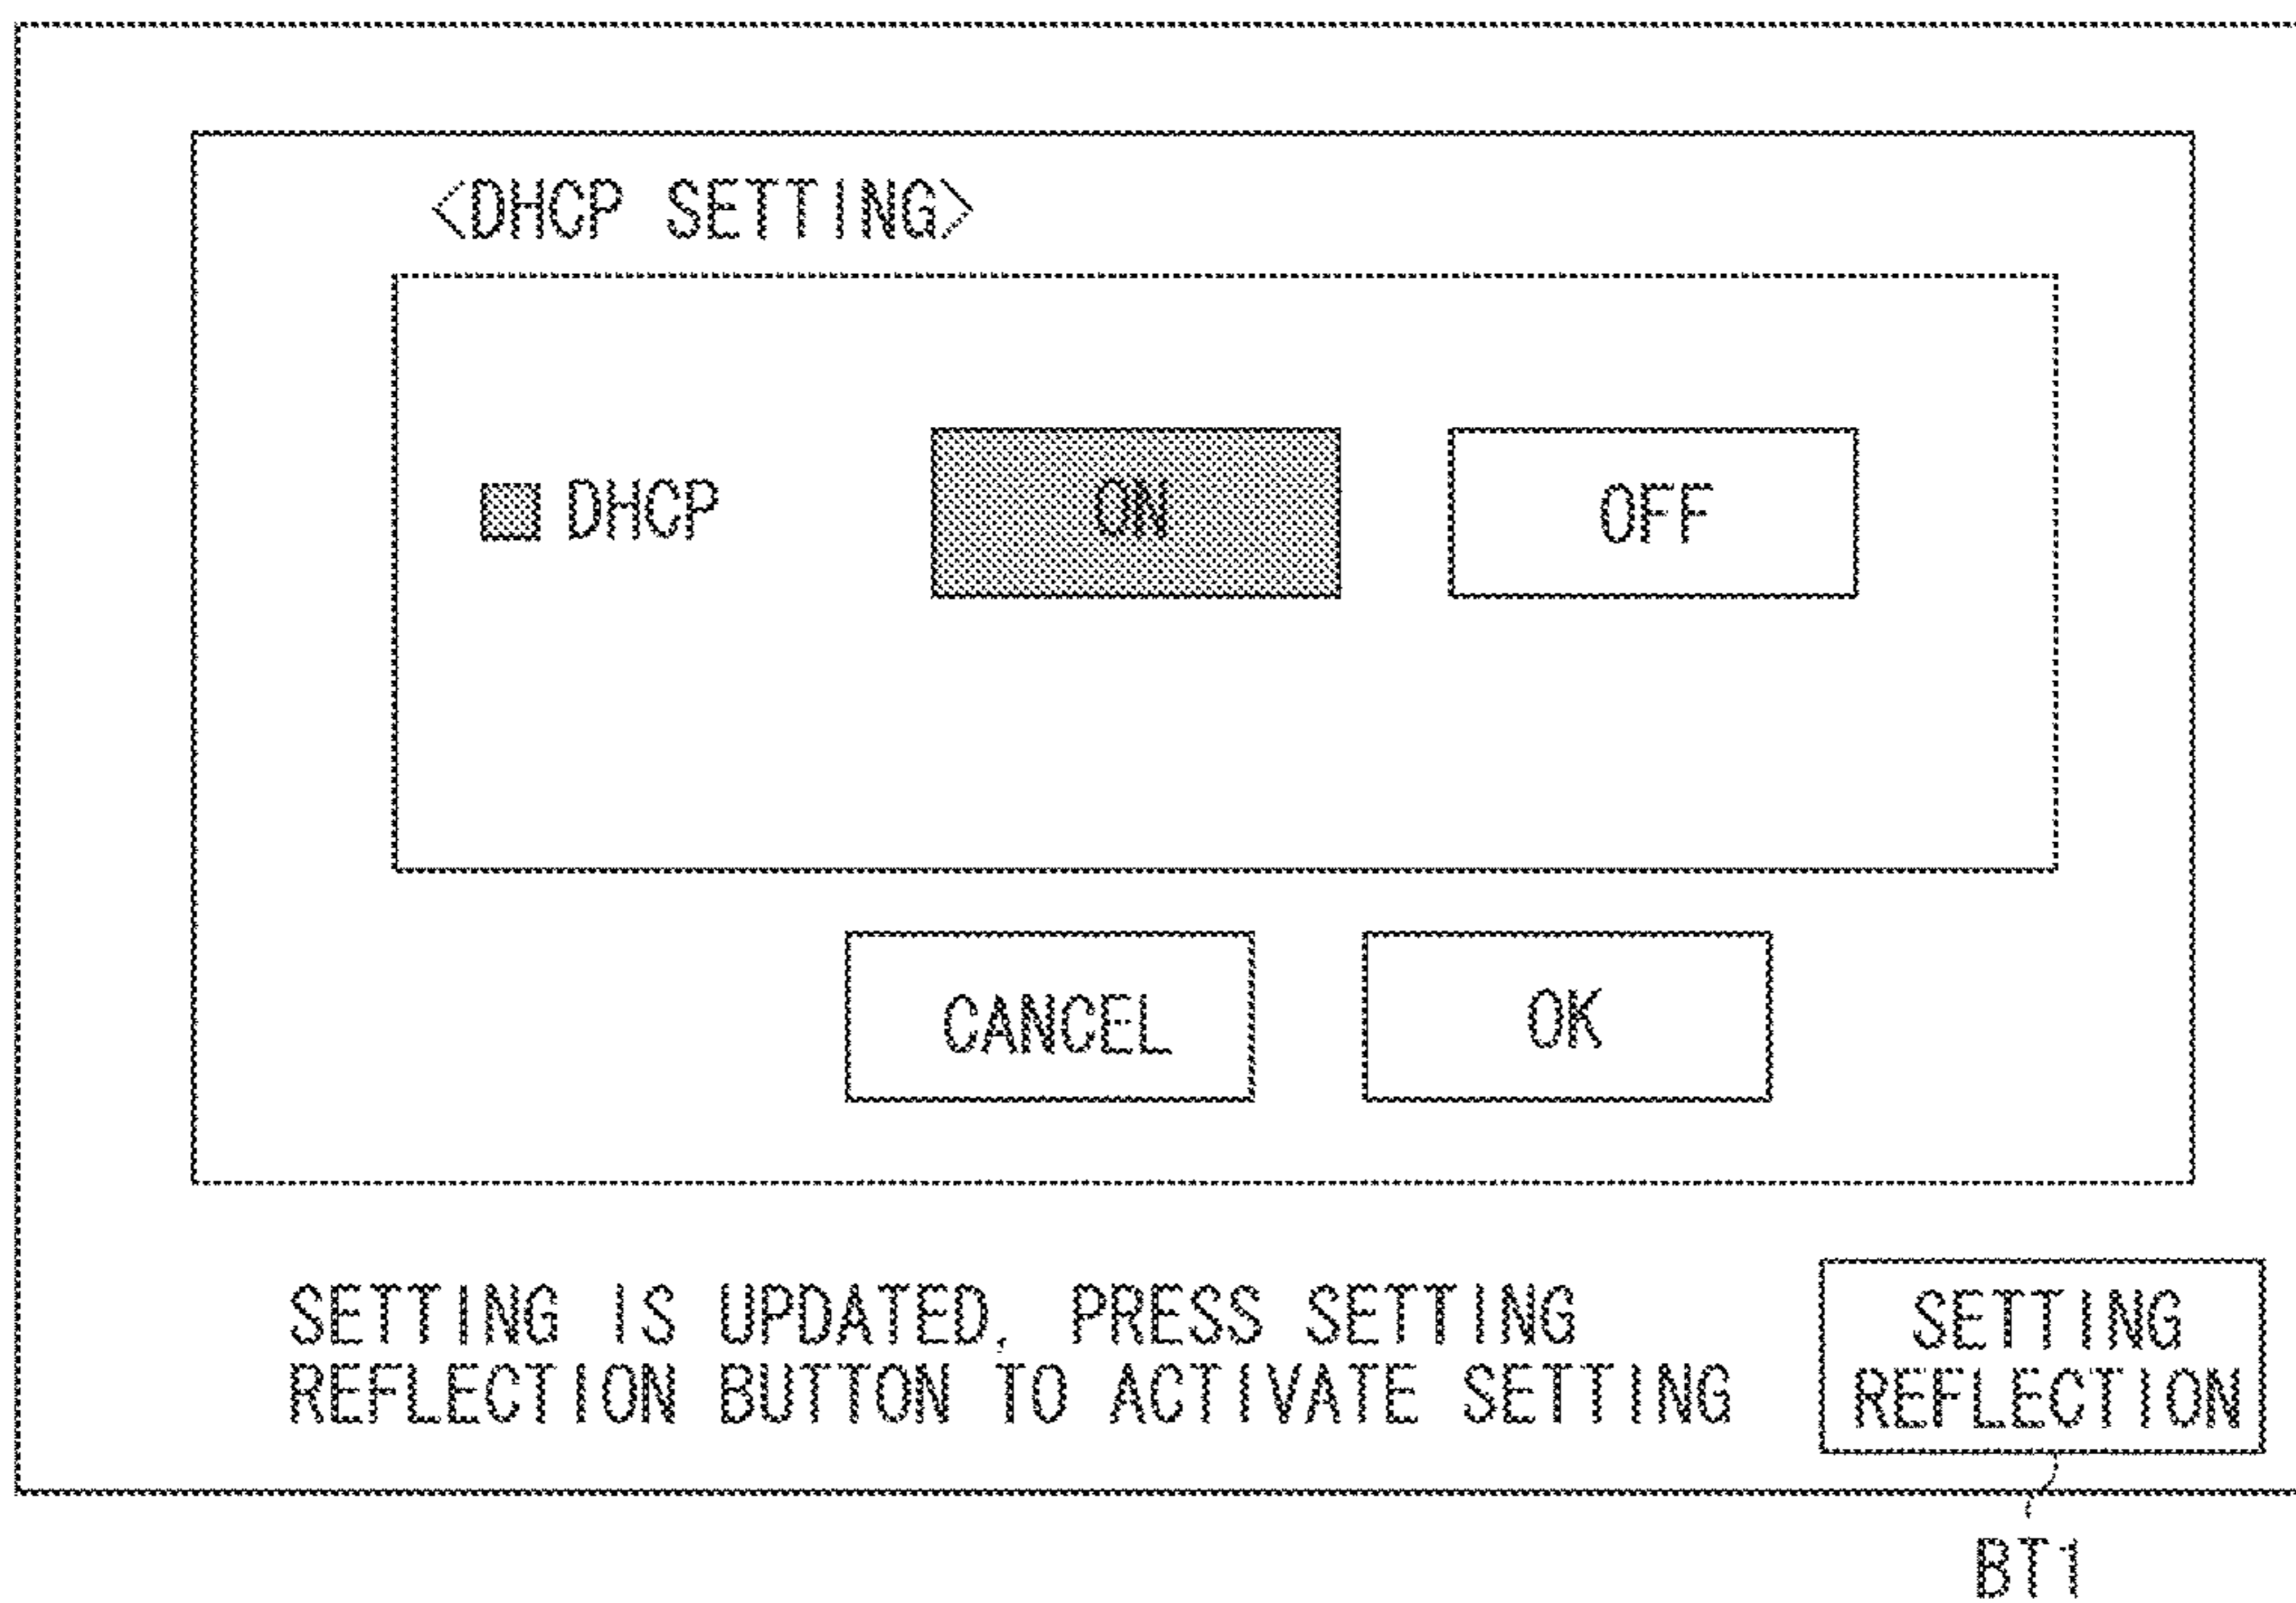 <DHCP SETTING>
DHCP
ON
OFF
CANCEL
OK
SETTING IS UPDATED, PRESS SETTING
REFLECTION BUTTON TO ACTIVATE SETTING
SETTING
REFLECTION
BT1